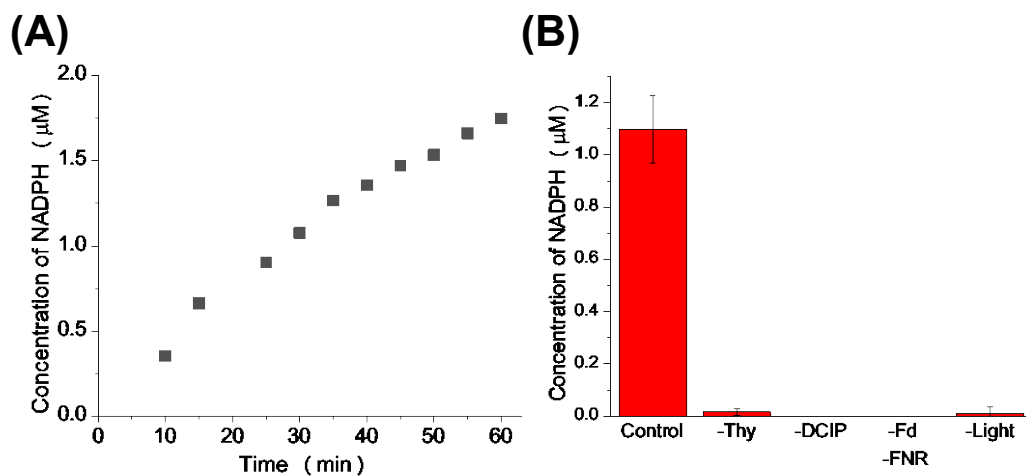 (A)
Concentration of NADPH ( μM)
2.0
1.5
1.0
0.5
0.0
0 10 20 30 40 50 60
Time ( min )
(B)
Concentration of NADPH ( μM)
1.2
1.0
0.8
0.6
0.4
0.2
0.0
Control -Thy -DCIP -Fd -Light
-FNR